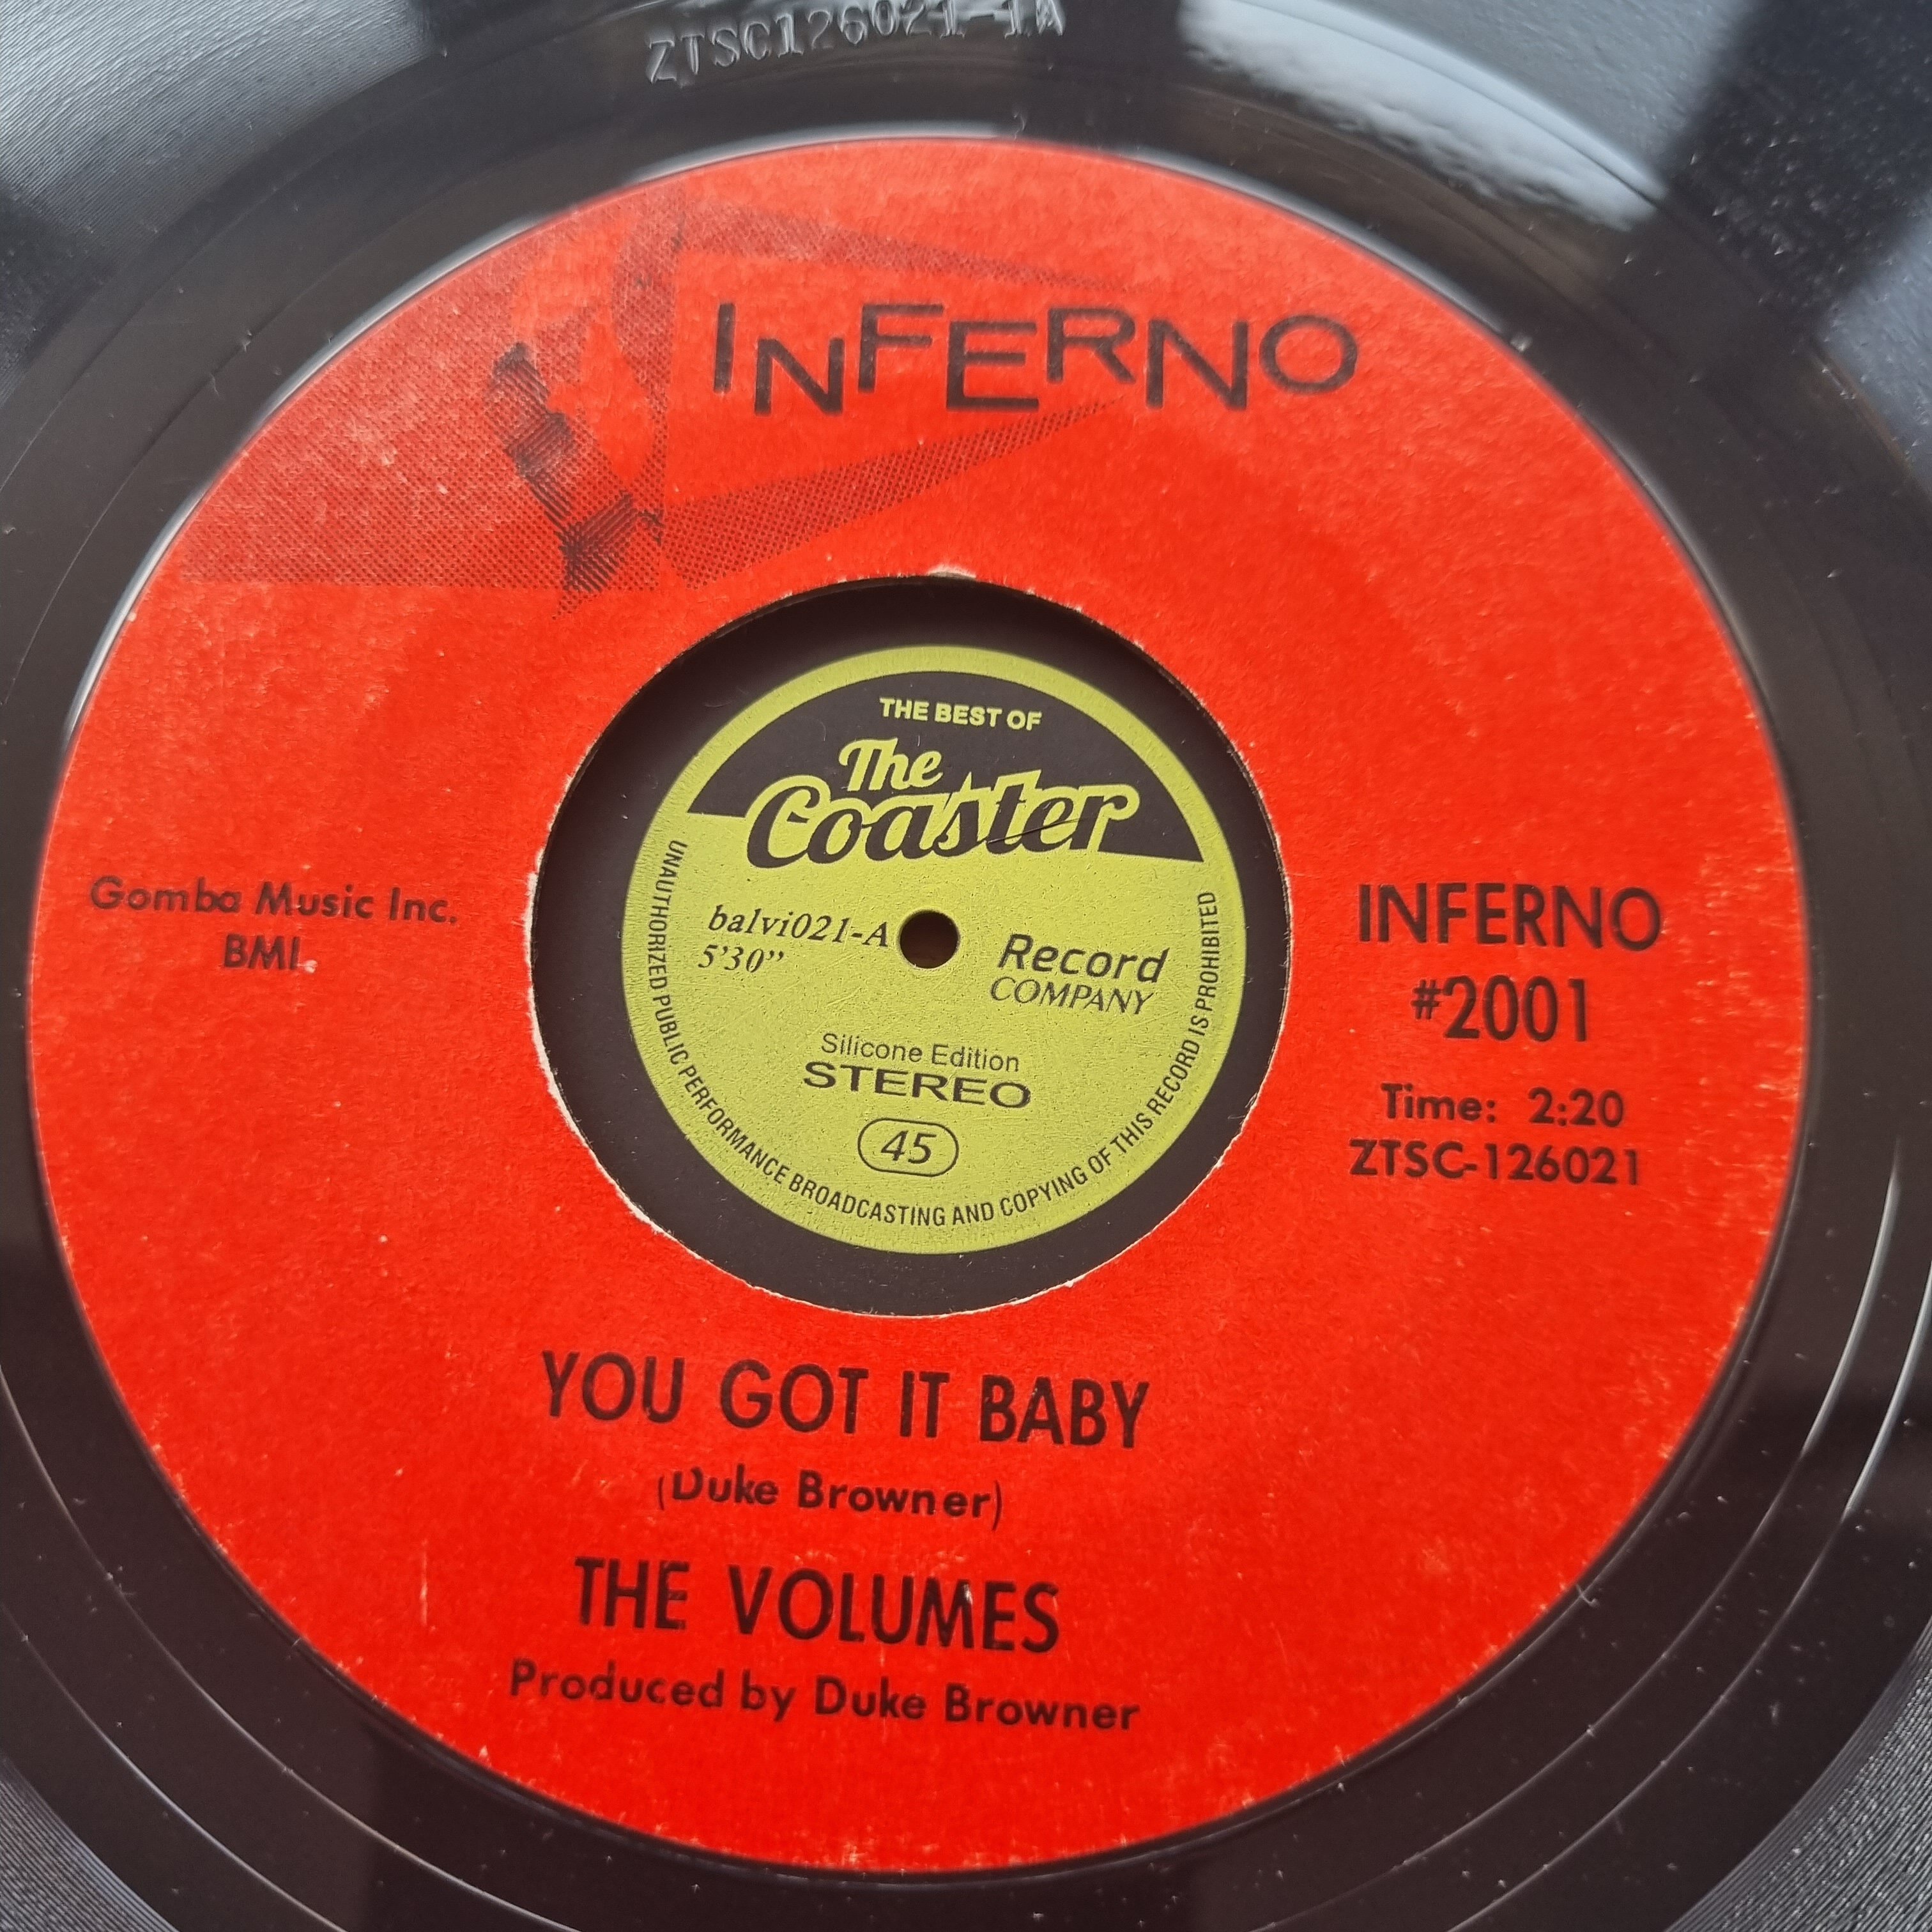 ZTSC126021-1A
INFERNO
THE BEST OF
The
Coaster
balvi021-A
5'30”
Record
COMPANY
Silicone Edition
STEREO
45
UNAUTHORIZED PUBLIC PERFORMANCE BROADCASTING AND COPYING OF THIS RECORD IS PROHIBITED
Gomba Music Inc.
BMI
INFERNO
#2001
Time: 2:20
ZTSC-126021
YOU GOT IT BABY
(Duke Browner)
THE VOLUMES
Produced by Duke Browner